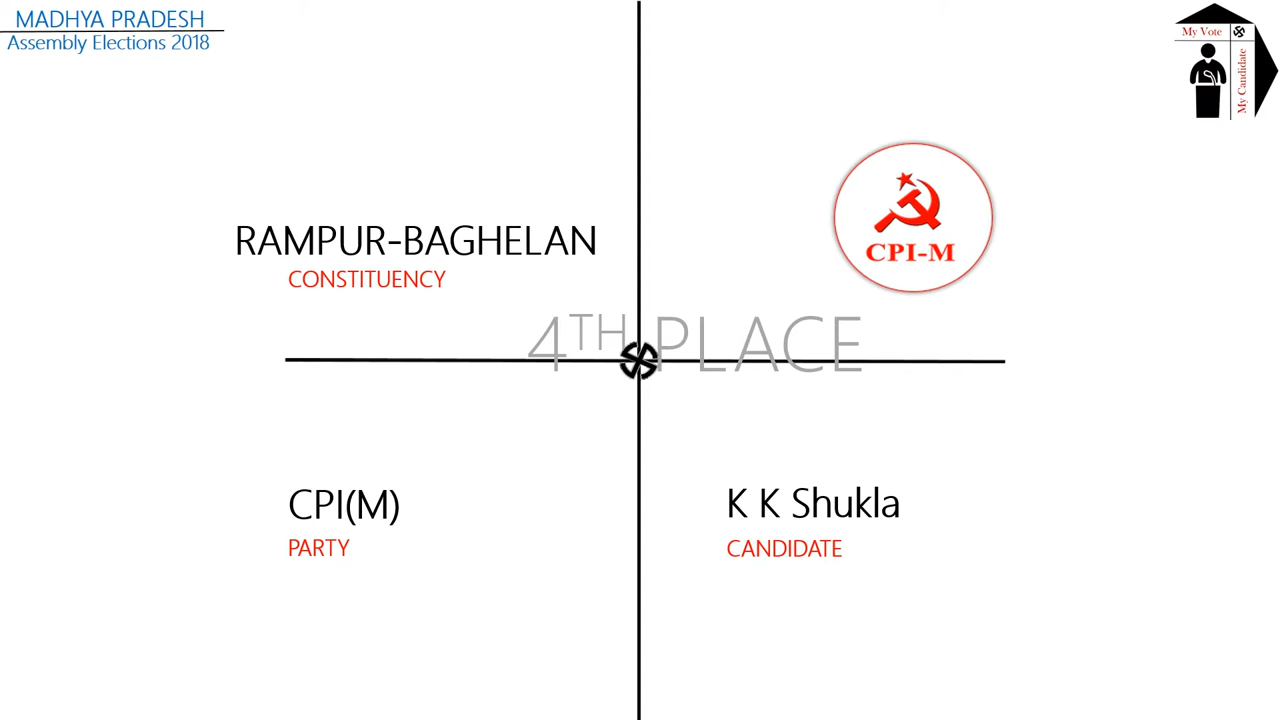 MADHYA PRADESH
Assembly Elections 2018
My Vote
My Candidate
RAMPUR-BAGHELAN
CONSTITUENCY
CPI-M
4TH PLACE
CPI(M)
PARTY
K K Shukla
CANDIDATE